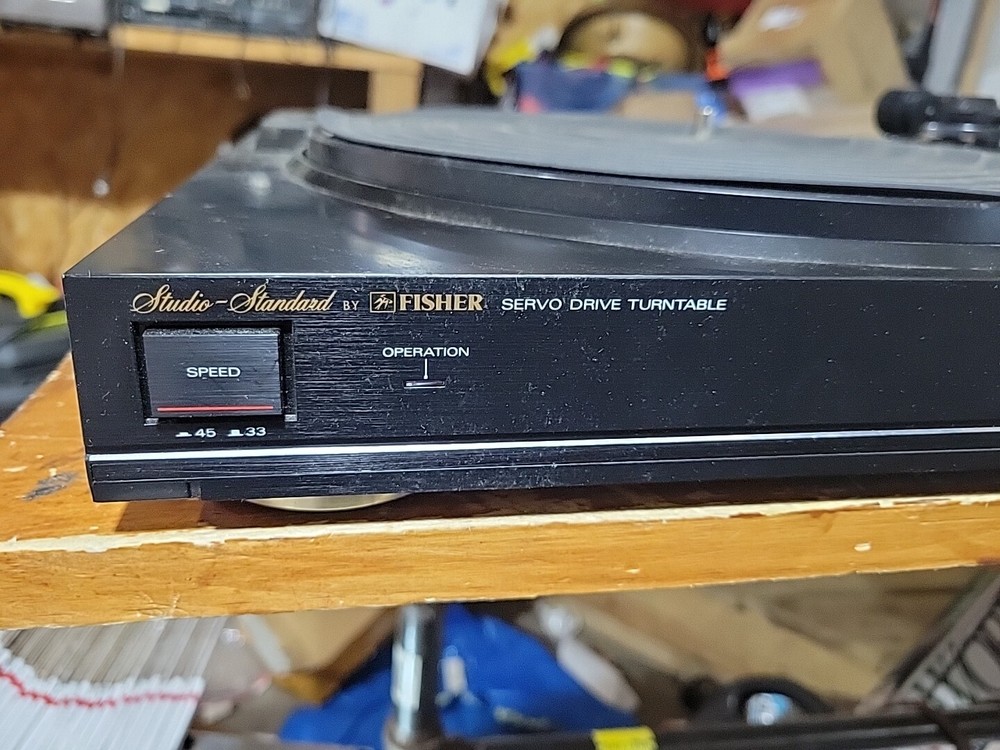 Studio-Standard BY FISHER SERVO DRIVE TURNTABLE
SPEED
OPERATION
45 33